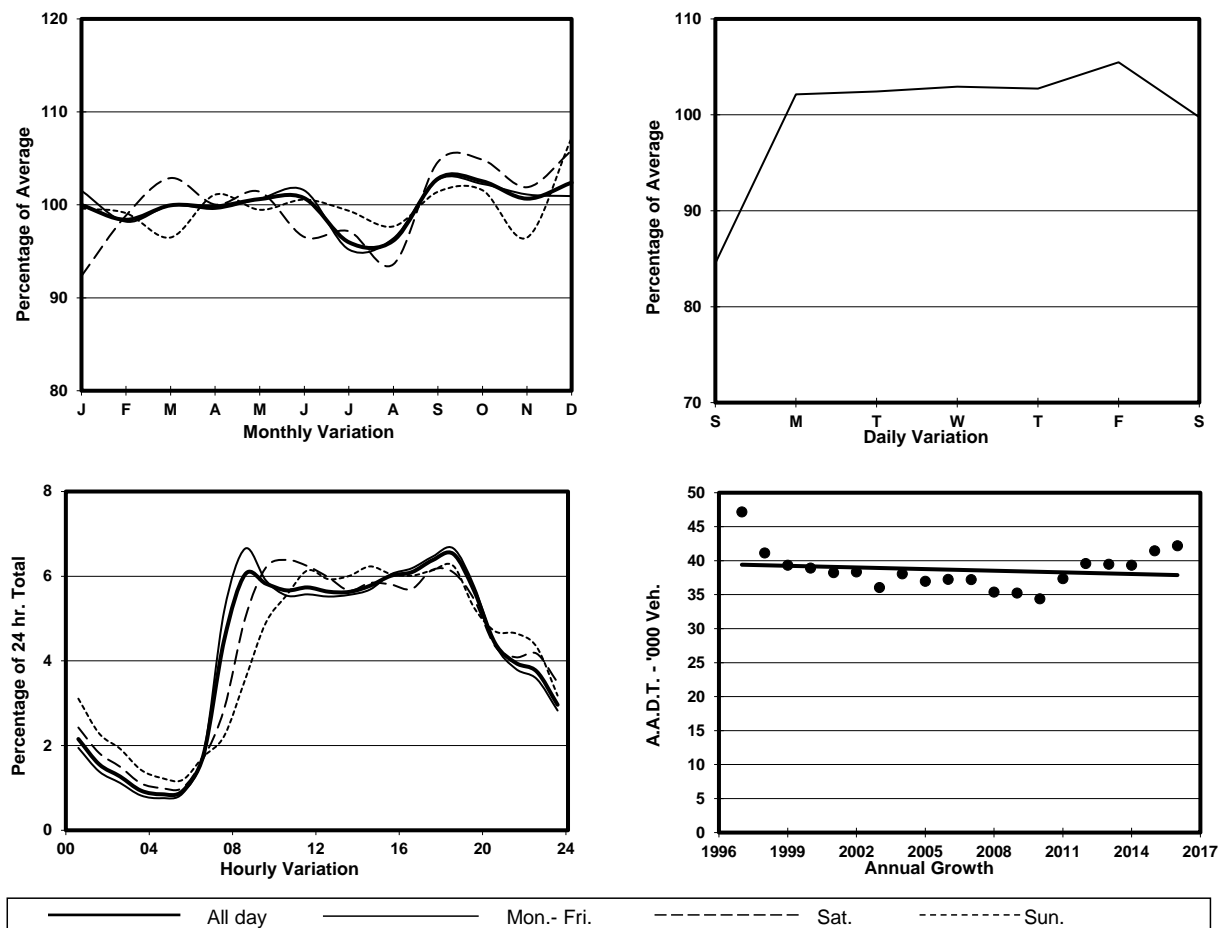 120
110
100
90
80
Percentage of Average
J F M A M J J A S O N D
Monthly Variation
110
100
90
80
70
Percentage of Average
S M T W T F S
Daily Variation
8
6
4
2
0
Percentage of 24 hr. Total
00 04 08 12 16 20 24
Hourly Variation
50
45
40
35
30
25
20
15
10
5
0
A.A.D.T. - '000 Veh.
1996 1999 2002 2005 2008 2011 2014 2017
Annual Growth
All day Mon.- Fri. Sat. Sun.